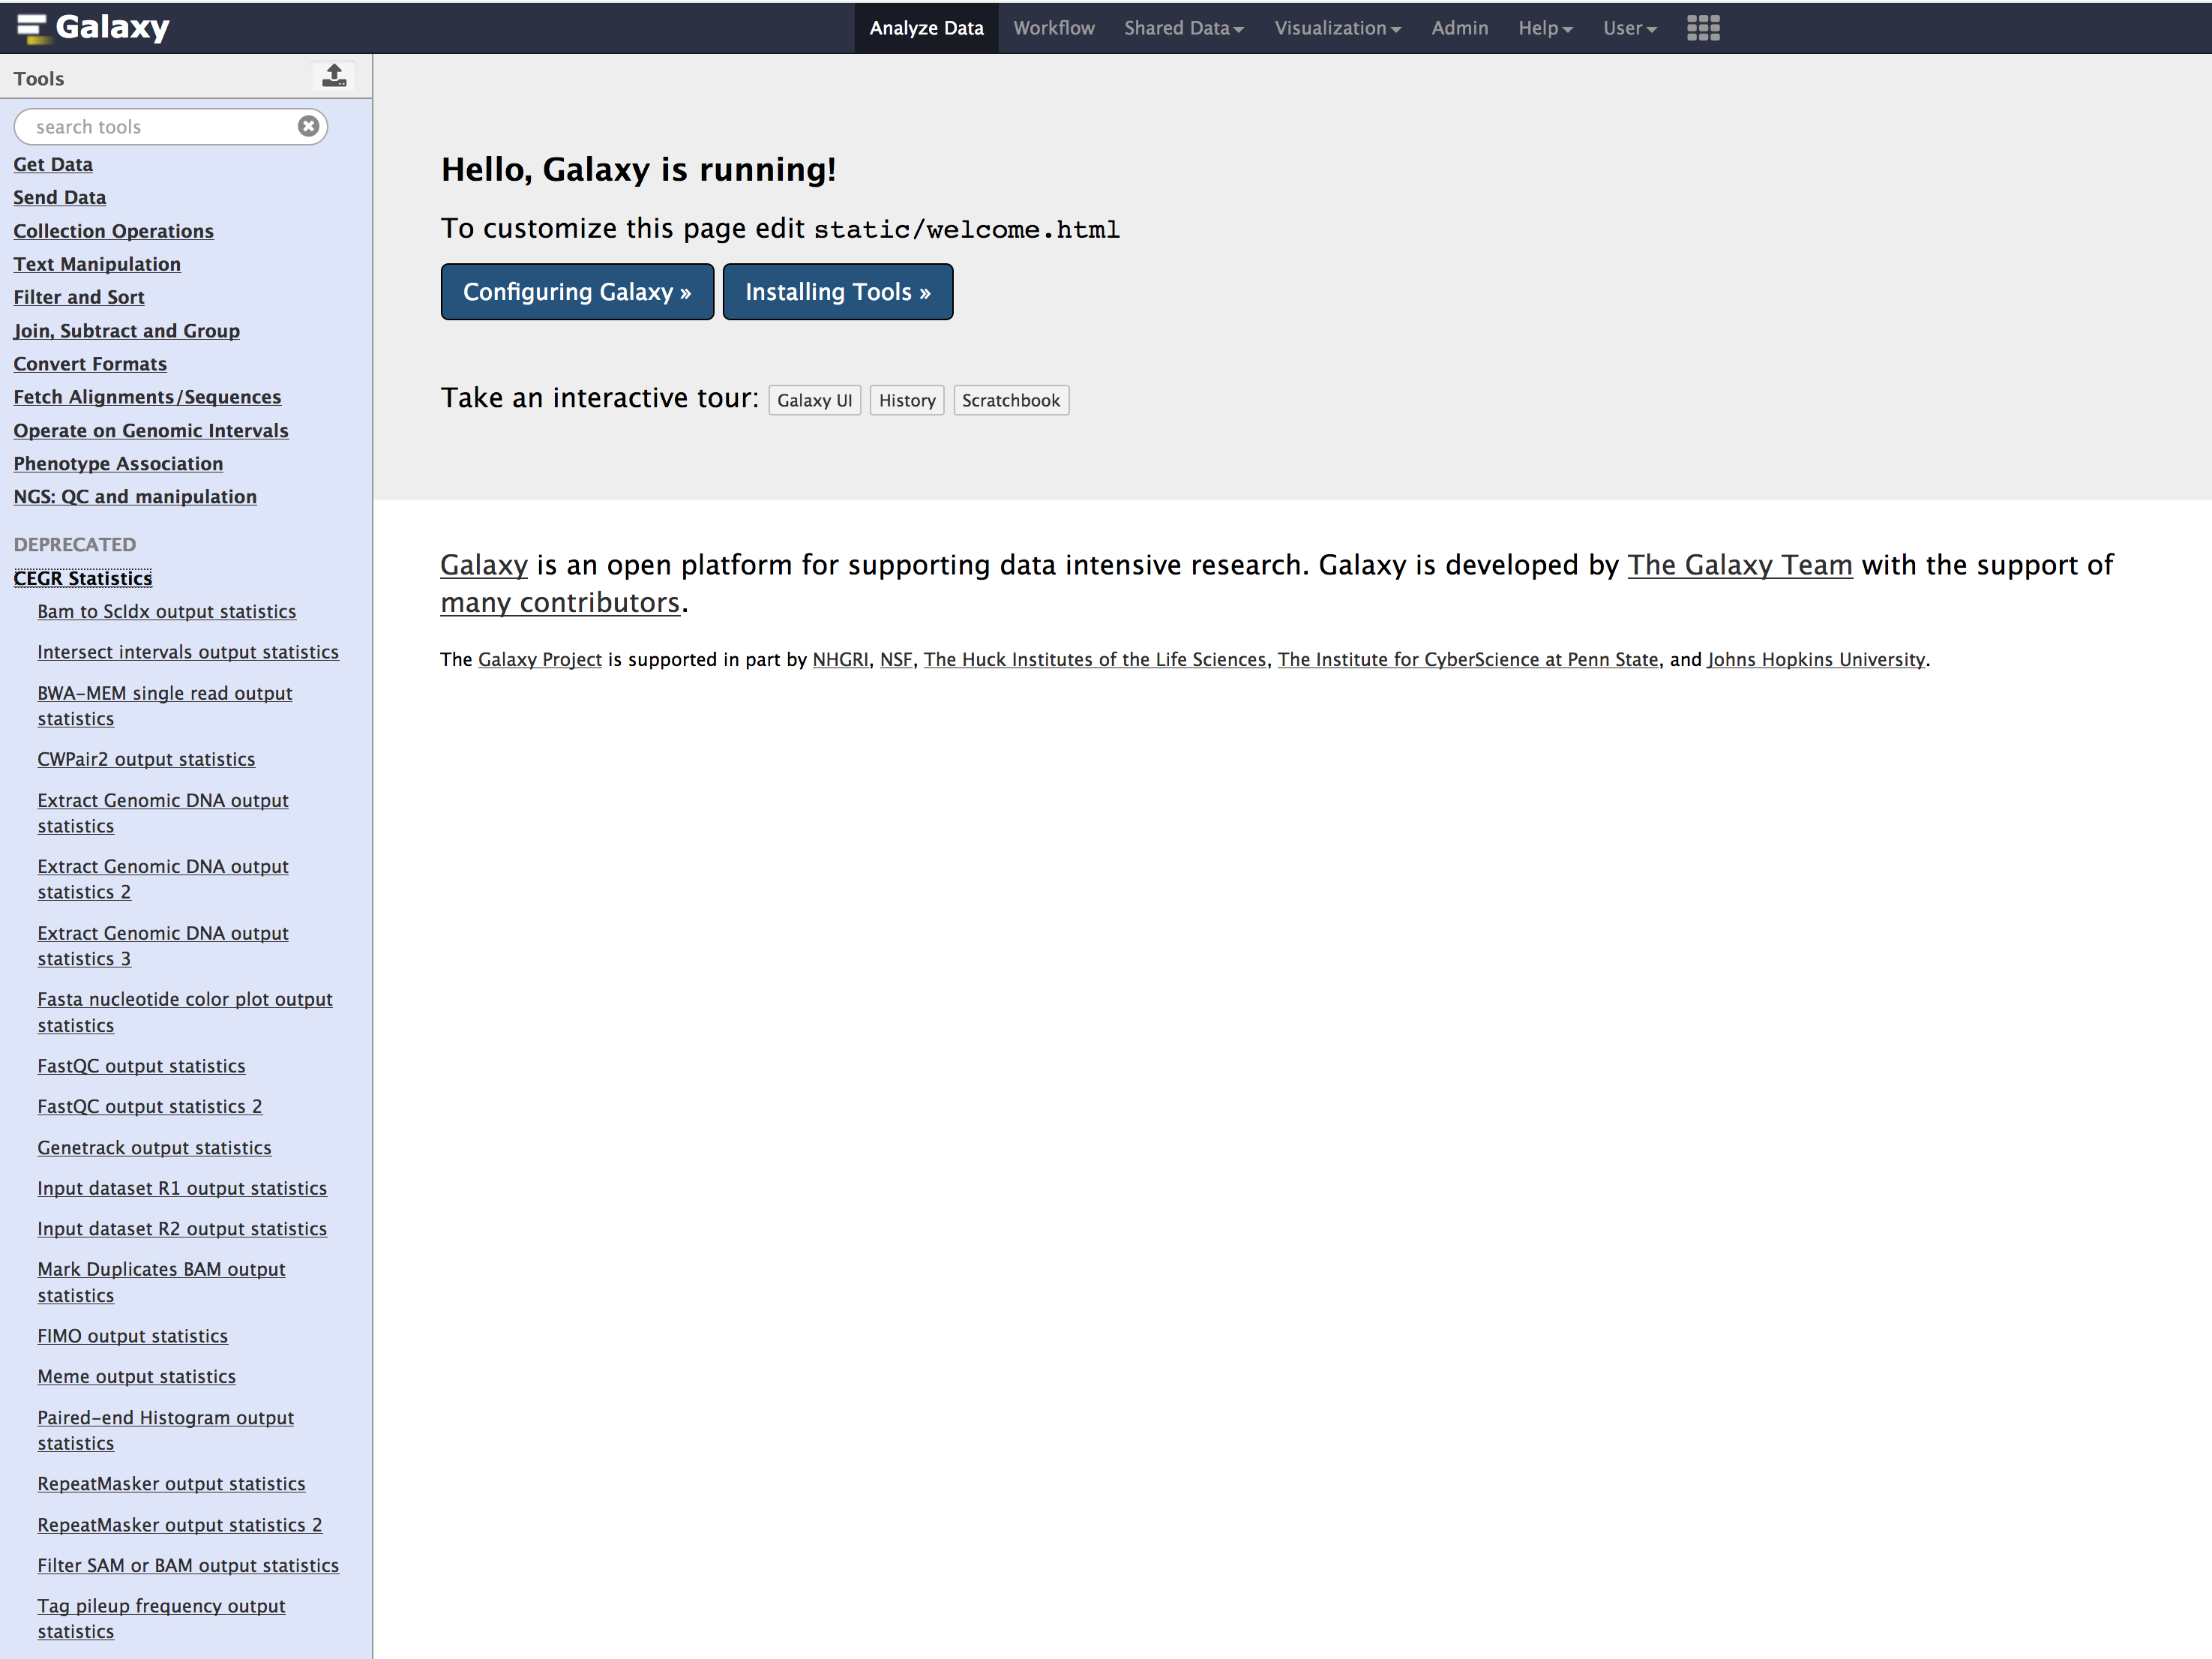 Galaxy
Analyze Data Workflow Shared Data Visualization Admin Help User
Tools
search tools
Get Data
Send Data
Collection Operations
Text Manipulation
Filter and Sort
Join, Subtract and Group
Convert Formats
Fetch Alignments/Sequences
Operate on Genomic Intervals
Phenotype Association
NGS: QC and manipulation
DEPRECATED
CEGR Statistics
Bam to ScIdx output statistics
Intersect intervals output statistics
BWA-MEM single read output
statistics
CWPair2 output statistics
Extract Genomic DNA output
statistics
Extract Genomic DNA output
statistics 2
Extract Genomic DNA output
statistics 3
Fasta nucleotide color plot output
statistics
FastQC output statistics
FastQC output statistics 2
Genetrack output statistics
Input dataset R1 output statistics
Input dataset R2 output statistics
Mark Duplicates BAM output
statistics
FIMO output statistics
Meme output statistics
Paired-end Histogram output
statistics
RepeatMasker output statistics
RepeatMasker output statistics 2
Filter SAM or BAM output statistics
Tag pileup frequency output
statistics
Hello, Galaxy is running!
To customize this page edit static/welcome.html
Configuring Galaxy » Installing Tools »
Take an interactive tour: Galaxy UI History Scratchbook
Galaxy is an open platform for supporting data intensive research. Galaxy is developed by The Galaxy Team with the support of
many contributors.
The Galaxy Project is supported in part by NHGRI, NSF, The Huck Institutes of the Life Sciences, The Institute for CyberScience at Penn State, and Johns Hopkins University.